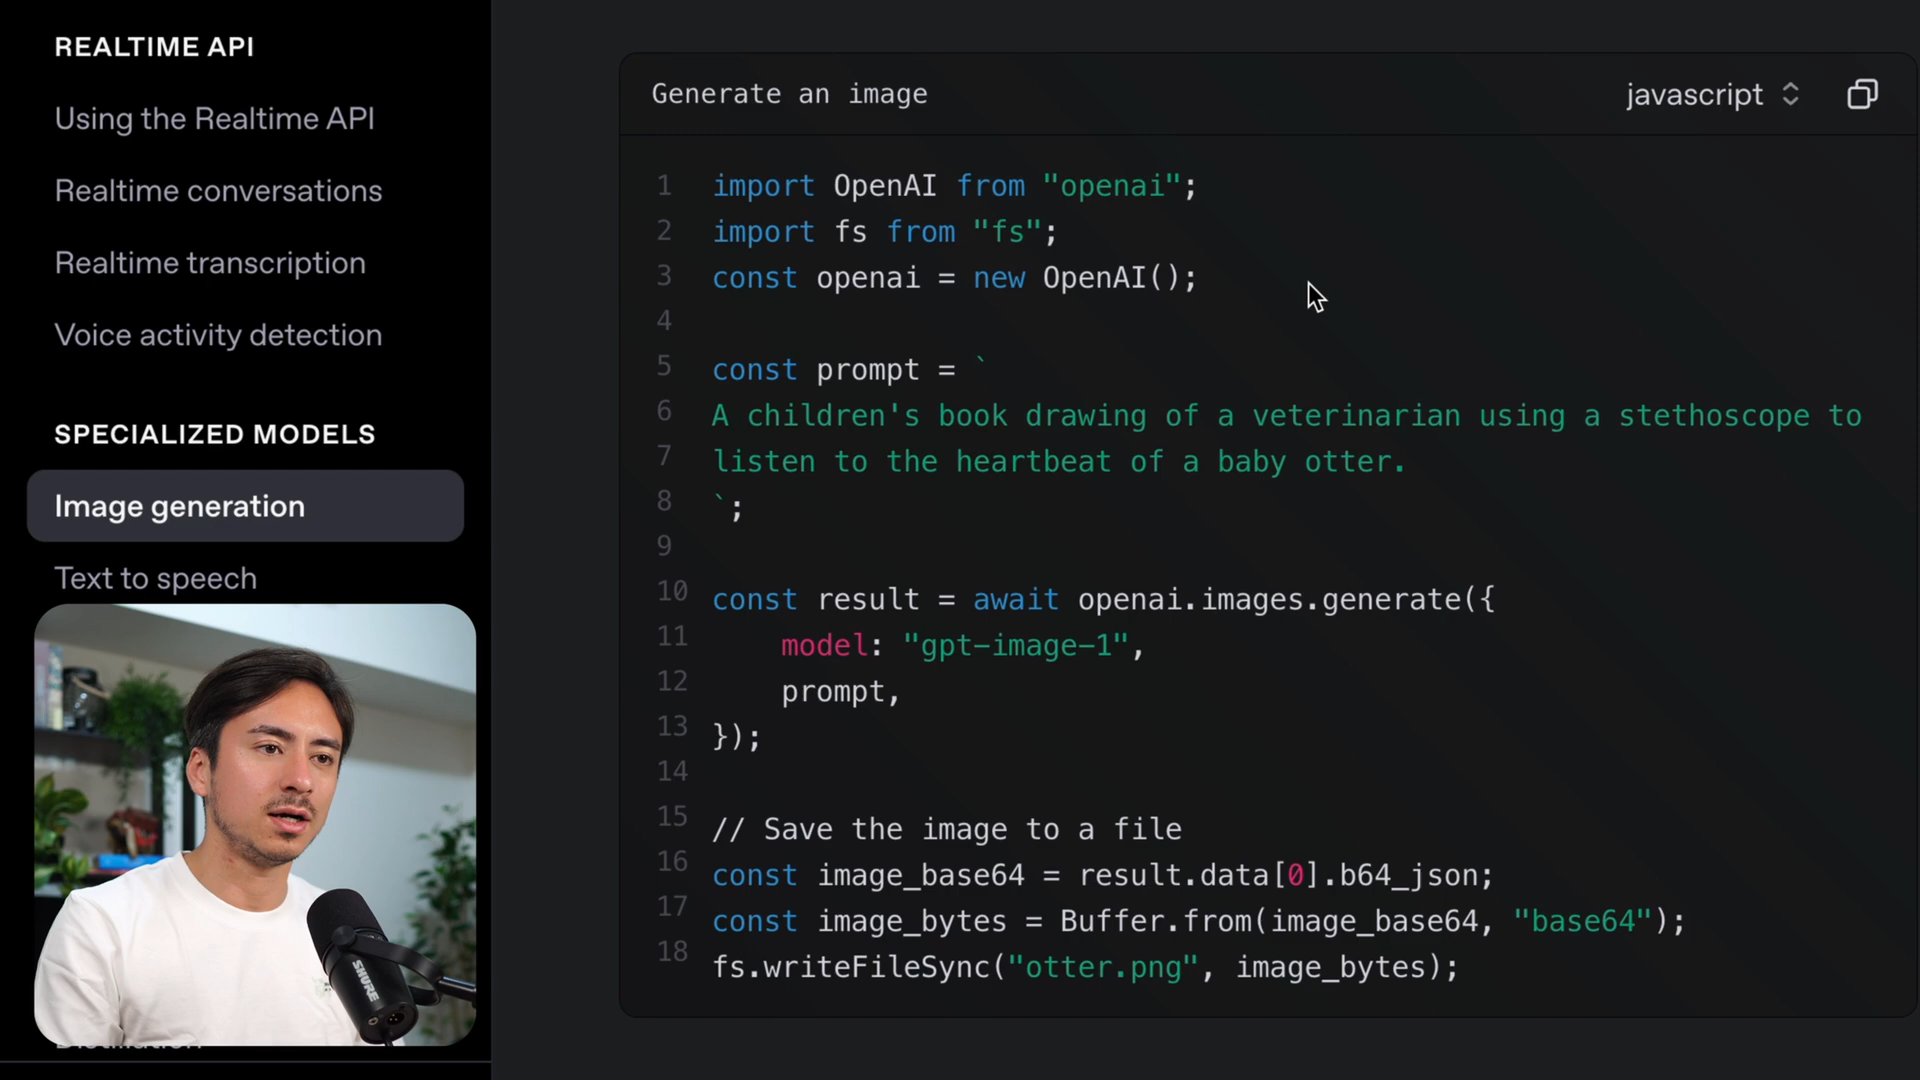 REALTIME API
Using the Realtime API
Realtime conversations
Realtime transcription
Voice activity detection
SPECIALIZED MODELS
Image generation
Text to speech
Generate an image
javascript
1 import OpenAI from "openai";
2 import fs from "fs";
3 const openai = new OpenAI();
4
5 const prompt = `
6 A children's book drawing of a veterinarian using a stethoscope to
7 listen to the heartbeat of a baby otter.
8 `;
9
10 const result = await openai.images.generate({
11     model: "gpt-image-1",
12     prompt,
13 });
14
15 // Save the image to a file
16 const image_base64 = result.data[0].b64_json;
17 const image_bytes = Buffer.from(image_base64, "base64");
18 fs.writeFileSync("otter.png", image_bytes);
SHURE